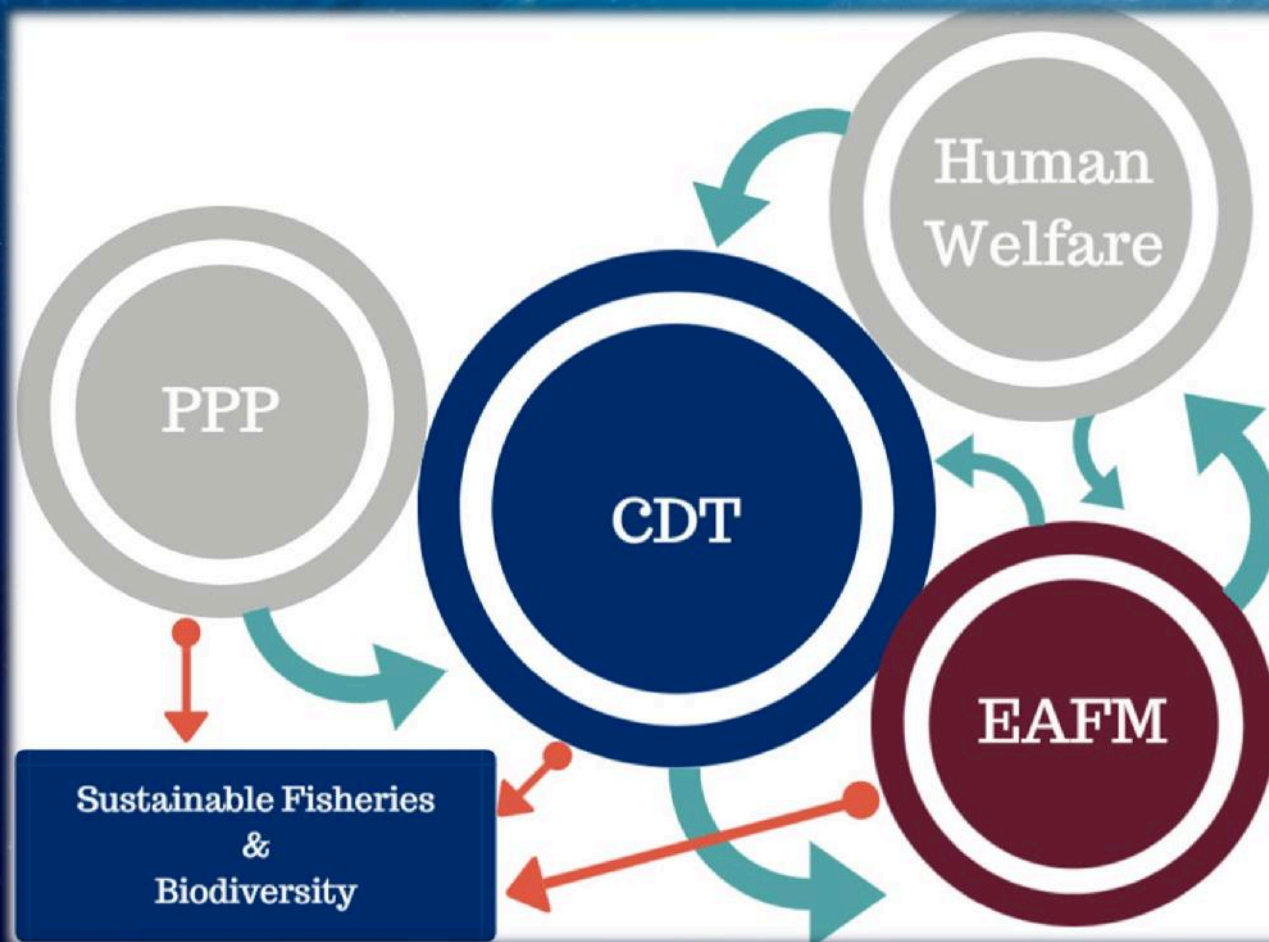 Human
Welfare
PPP
CDT
EAFM
Sustainable Fisheries
&
Biodiversity